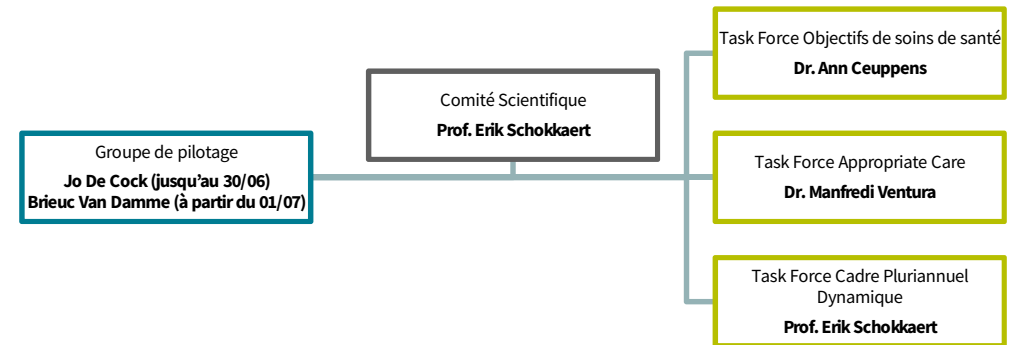 Groupe de pilotage
Jo De Cock (jusqu'au 30/06)
Brieuc Van Damme (à partir du 01/07)
Comité Scientifique
Prof. Erik Schokkaert
Task Force Objectifs de soins de santé
Dr. Ann Ceuppens
Task Force Appropriate Care
Dr. Manfredi Ventura
Task Force Cadre Pluriannuel
Dynamique
Prof. Erik Schokkaert